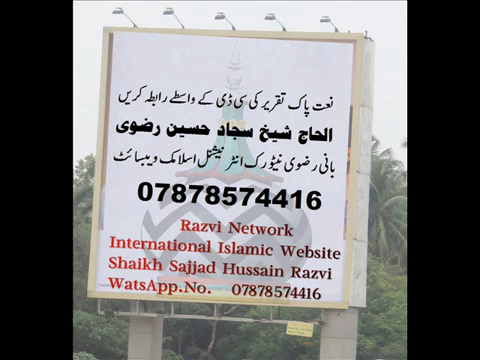 نعت پاک تقریر کی سی ڈی کے واسطے رابطہ کریں
الحاج شیخ سجاد حسین رضوی
بانی رضوی نیٹورک انٹرنیشنل اسلامک ویبسائٹ
07878574416
Razvi Network
International Islamic Website
Shaikh Sajjad Hussain Razvi
WatsApp.No. 07878574416